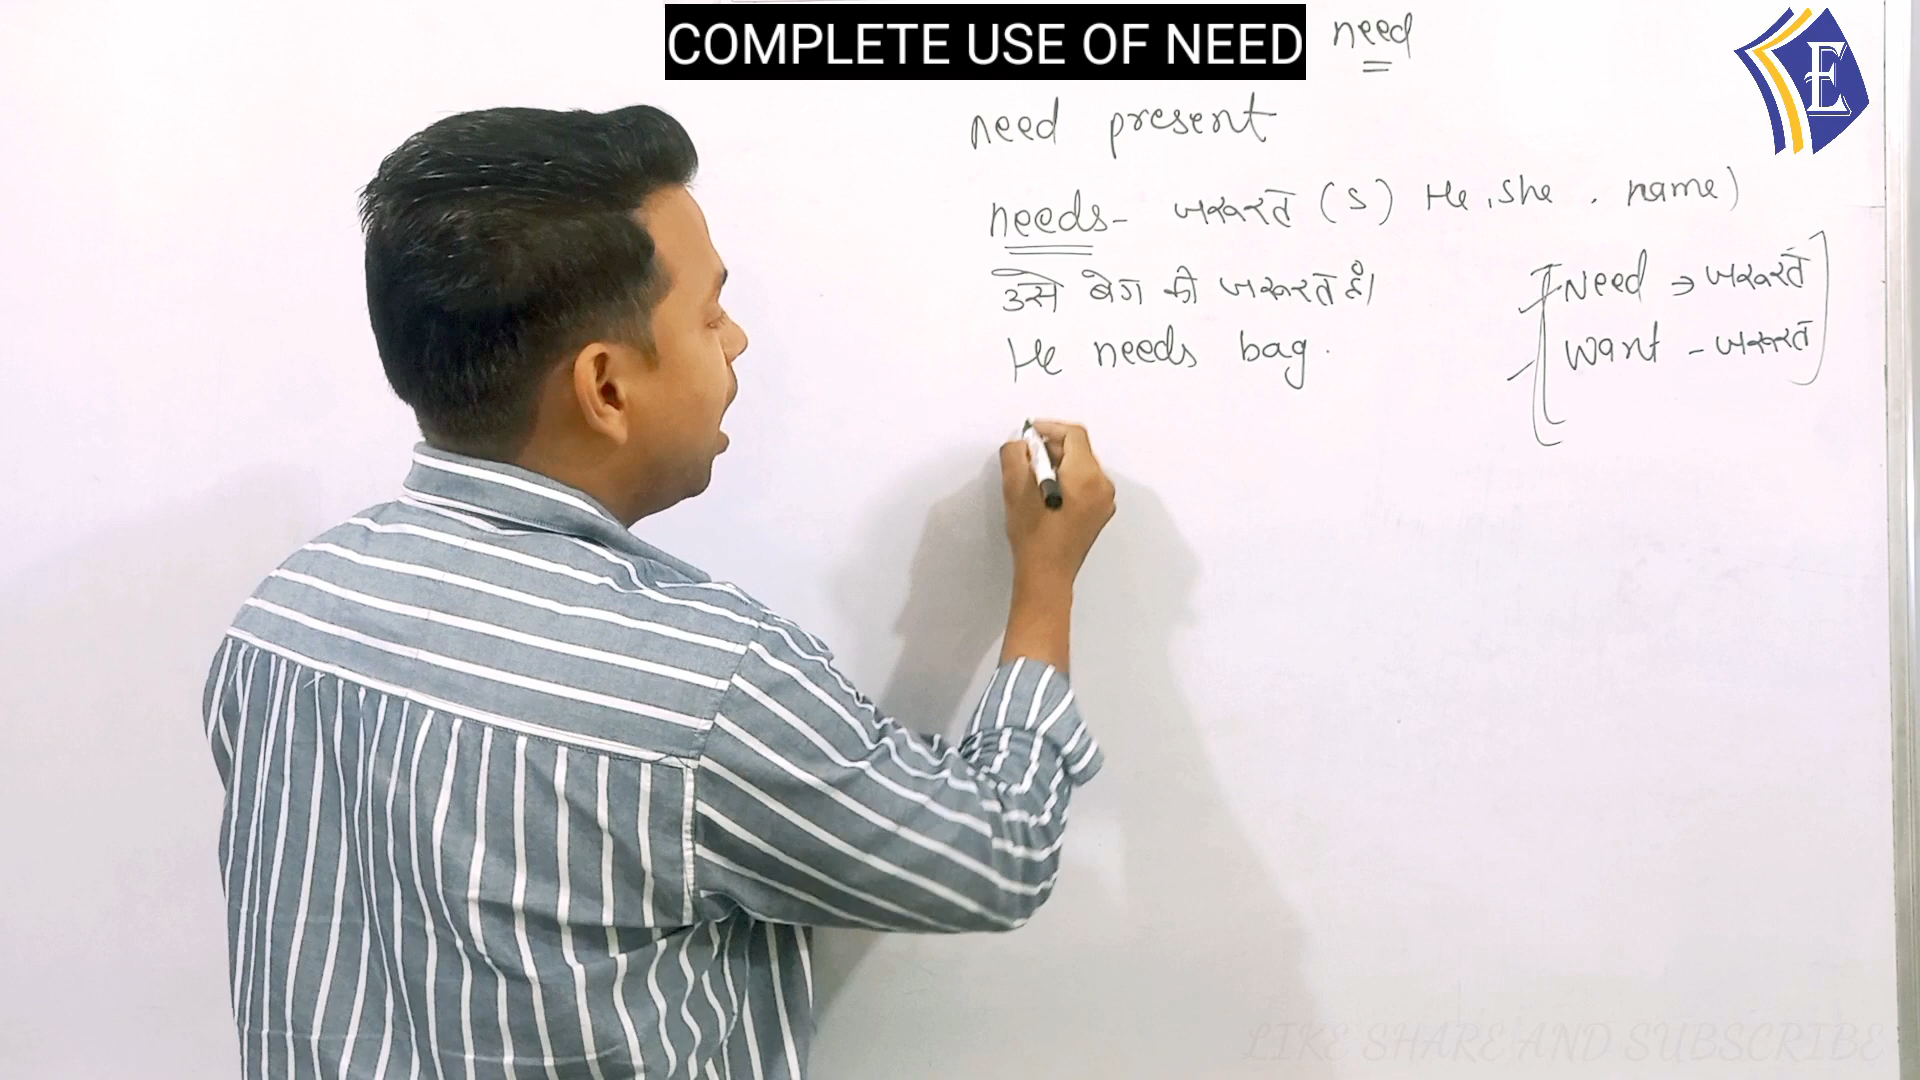 COMPLETE USE OF NEED
need
E
need present
needs - जरूरत (s) He, she, name)
उसे बेग की जरूरत है।
He needs bag.
Need → जरूरत
Want - जरूरत
LIKE SHARE AND SUBSCRIBE